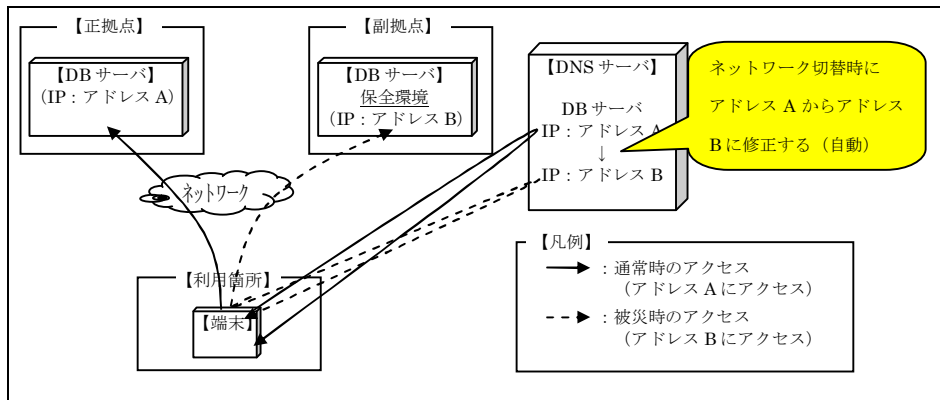 【正拠点】
【DB サーバ】
（IP：アドレス A）
【副拠点】
【DB サーバ】
保全環境
（IP：アドレス B）
【DNS サーバ】
DB サーバ
IP：アドレス A
↓
IP：アドレス B
ネットワーク切替時に
アドレス A からアドレス
B に修正する（自動）
ネットワーク
【利用箇所】
【端末】
【凡例】
：通常時のアクセス
（アドレス A にアクセス）
：被災時のアクセス
（アドレス B にアクセス）